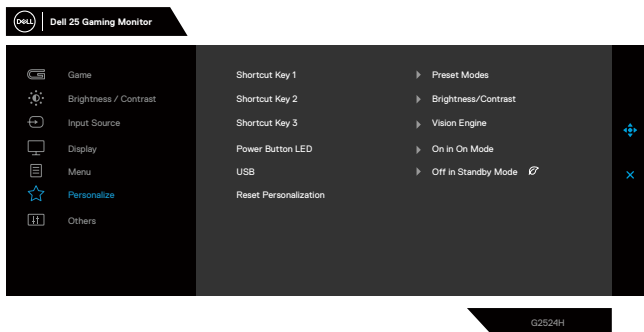 DELL Dell 25 Gaming Monitor
Game Shortcut Key 1 Preset Modes
Brightness / Contrast Shortcut Key 2 Brightness/Contrast
Input Source Shortcut Key 3 Vision Engine
Display Power Button LED On in On Mode
Menu USB Off in Standby Mode
Personalize Reset Personalization
Others
G2524H